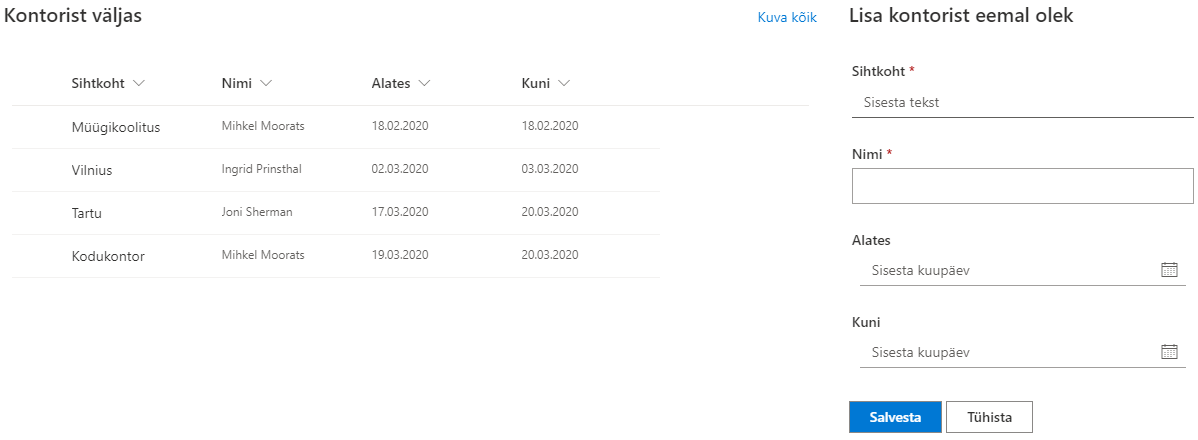 Kontorist väljas
Kuva kõik
Sihtkoht Nimi Alates Kuni
Müügikoolitus Mihkel Moorats 18.02.2020 18.02.2020
Vilnius Ingrid Prinsthal 02.03.2020 03.03.2020
Tartu Joni Sherman 17.03.2020 20.03.2020
Kodukontor Mihkel Moorats 19.03.2020 20.03.2020
Lisa kontorist eemal olek
Sihtkoht *
Sisesta tekst
Nimi *
Alates
Sisesta kuupäev
Kuni
Sisesta kuupäev
Salvesta Tühista